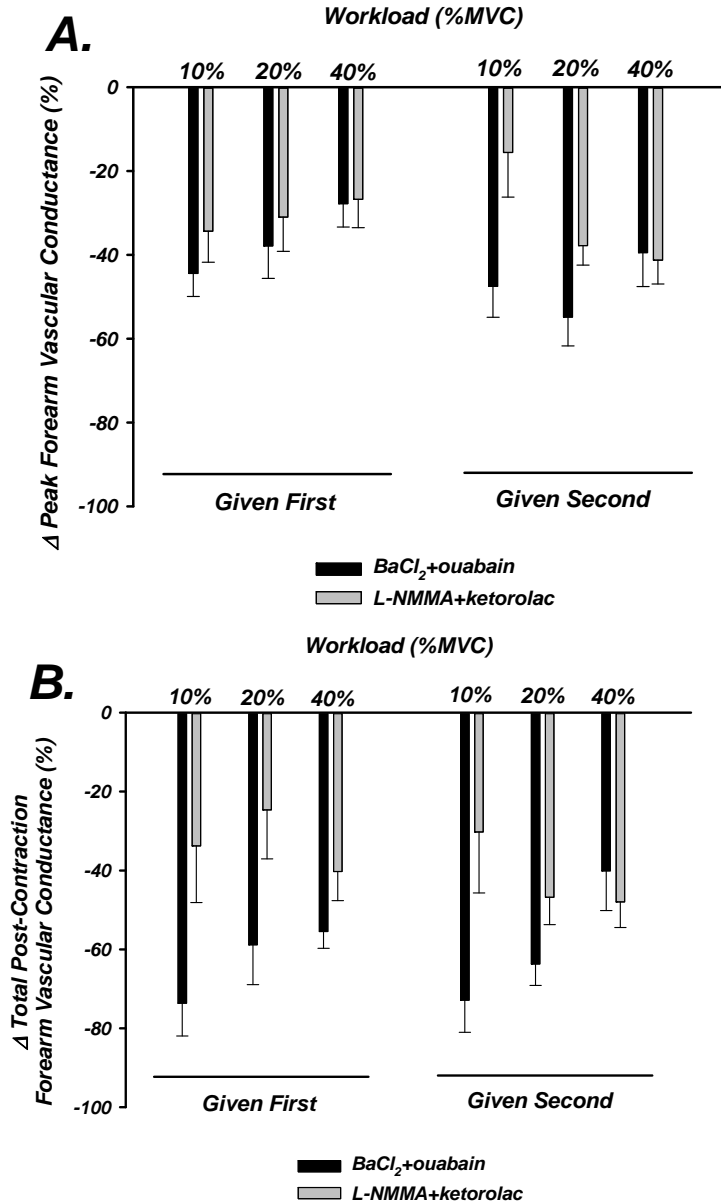 Workload (%MVC)
A.
10% 20% 40% 10% 20% 40%
Δ Peak Forearm Vascular Conductance (%)
0
-20
-40
-60
-80
-100
Given First Given Second
BaCl2+ouabain
L-NMMA+ketorolac
Workload (%MVC)
B.
10% 20% 40% 10% 20% 40%
Δ Total Post-Contraction
Forearm Vascular Conductance (%)
0
-20
-40
-60
-80
-100
Given First Given Second
BaCl2+ouabain
L-NMMA+ketorolac